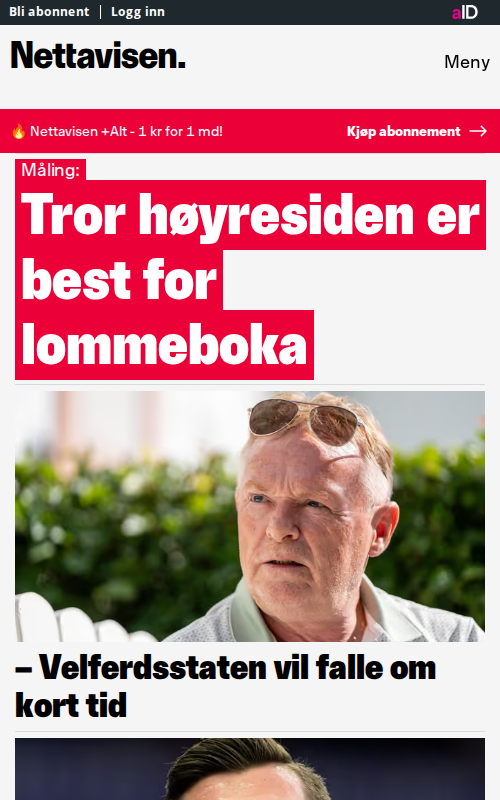 Bli abonnent | Logg inn
aID
Nettavisen.
Meny
🔥 Nettavisen +Alt - 1 kr for 1 md!
Kjøp abonnement →
Måling:
Tror høyresiden er
best for
lommeboka
– Velferdsstaten vil falle om
kort tid